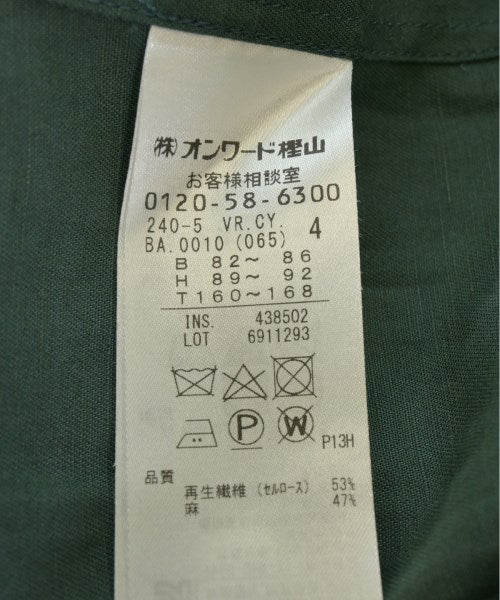 ㈱オンワード樫山
お客様相談室
0120-58-6300
240-5 VR.CY.
BA.0010 (065) 4
B 82～ 86
H 89～ 92
T160～168
INS. 438502
LOT 6911293
P W P13H
品質
再生繊維 (セルロース) 53%
麻 47%